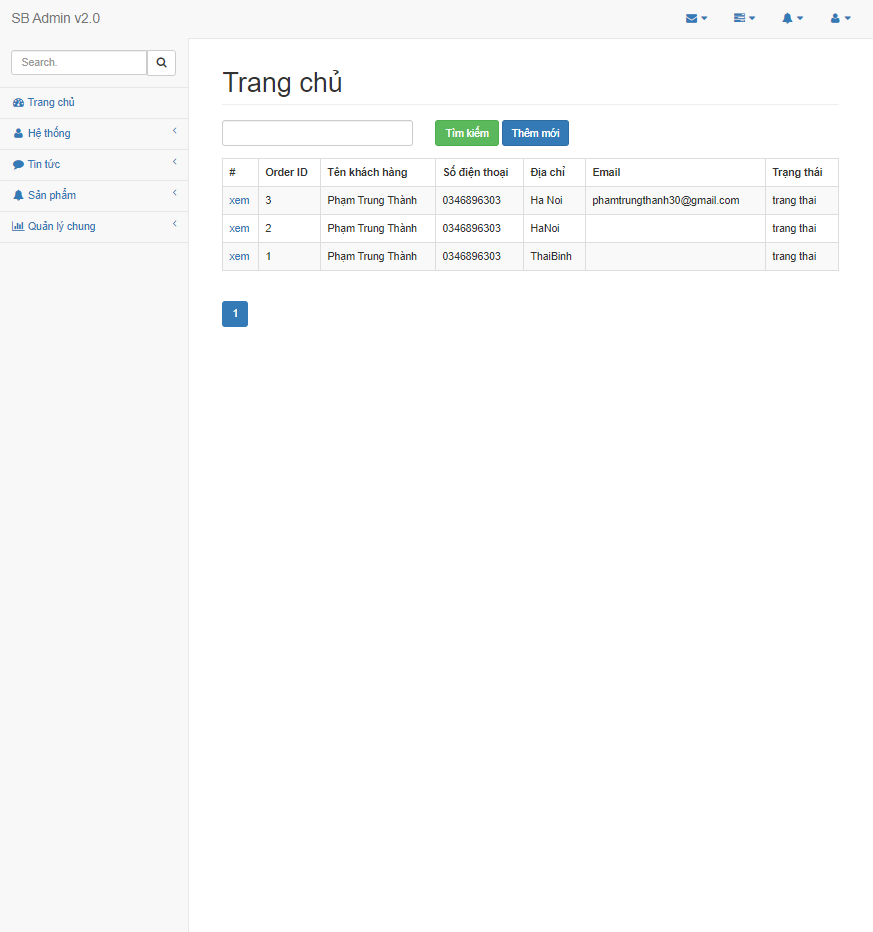 SB Admin v2.0
Search.
Trang chủ
Hệ thống
Tin tức
Sản phẩm
Quản lý chung
Trang chủ
Tìm kiếm Thêm mới
# Order ID Tên khách hàng Số điện thoại Địa chỉ Email Trạng thái
xem 3 Phạm Trung Thành 0346896303 Ha Noi phamtrungthanh30@gmail.com trang thai
xem 2 Phạm Trung Thành 0346896303 HaNoi trang thai
xem 1 Phạm Trung Thành 0346896303 ThaiBinh trang thai
1